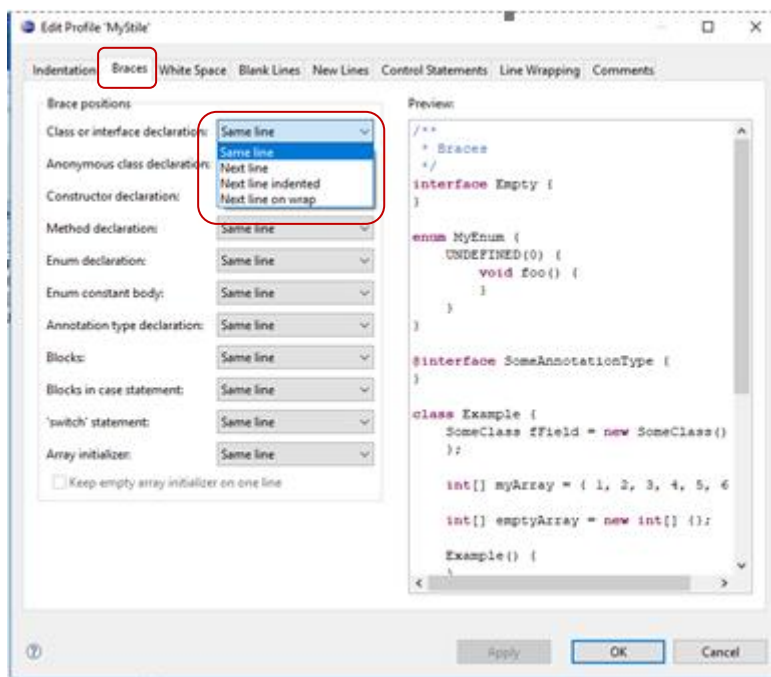 Edit Profile 'MyStile'
Indentation Braces White Space Blank Lines New Lines Control Statements Line Wrapping Comments
Brace positions
Class or interface declaration: Same line
Same line
Next line
Next line indented
Next line on wrap
Anonymous class declaration:
Constructor declaration:
Method declaration: Same line
Enum declaration: Same line
Enum constant body: Same line
Annotation type declaration: Same line
Blocks: Same line
Blocks in case statement: Same line
'switch' statement: Same line
Array initializer: Same line
Keep empty array initializer on one line
Preview:
/**
* Braces
*/
interface Empty {
}
enum MyEnum {
UNDEFINED(0) {
void foo() {
}
}
}
@interface SomeAnnotationType {
}
class Example {
SomeClass fField = new SomeClass()
};
int[] myArray = { 1, 2, 3, 4, 5, 6
int[] emptyArray = new int[] {};
Example() {
Apply OK Cancel